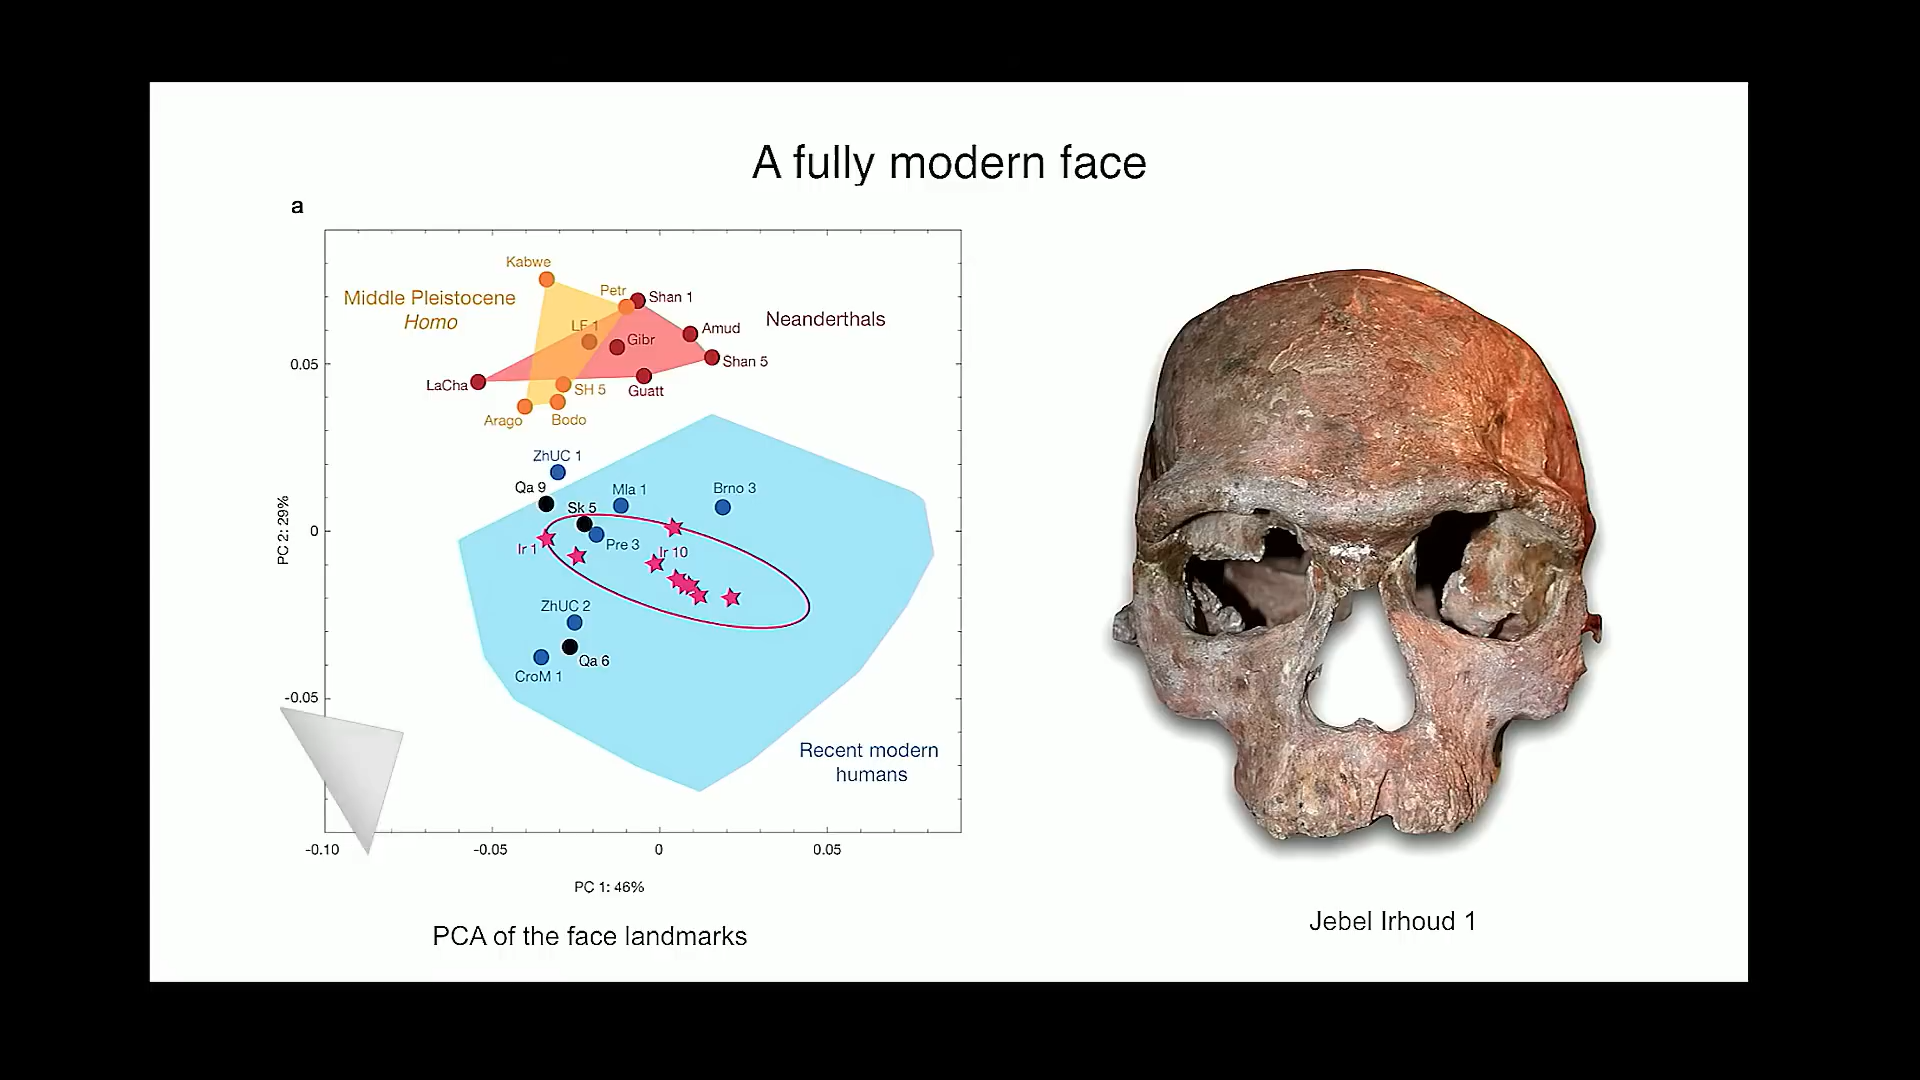 A fully modern face
a
Kabwe
Middle Pleistocene
Homo
Petr
Shan 1
Neanderthals
LF 1
Gibr
Amud
Shan 5
0.05
LaCha
SH 5
Guatt
Arago
Bodo
ZhUC 1
Qa 9
Mla 1
Brno 3
Sk 5
PC 2: 29%
0
Ir 1
Pre 3
Ir 10
ZhUC 2
Qa 6
CroM 1
-0.05
Recent modern
humans
-0.10
-0.05
0
0.05
PC 1: 46%
PCA of the face landmarks
Jebel Irhoud 1